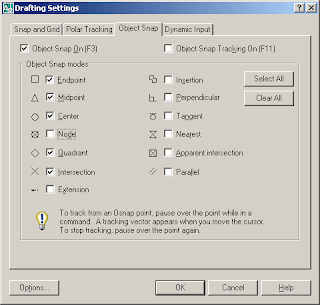 Drafting Settings
Snap and Grid Polar Tracking Object Snap Dynamic Input
Object Snap On (F3) Object Snap Tracking On (F11)
Object Snap modes
Endpoint Insertion Select All
Midpoint Perpendicular Clear All
Center Tangent
Node Nearest
Quadrant Apparent intersection
Intersection Parallel
Extension
To track from an Osnap point, pause over the point while in a
command. A tracking vector appears when you move the cursor.
To stop tracking, pause over the point again.
Options... OK Cancel Help